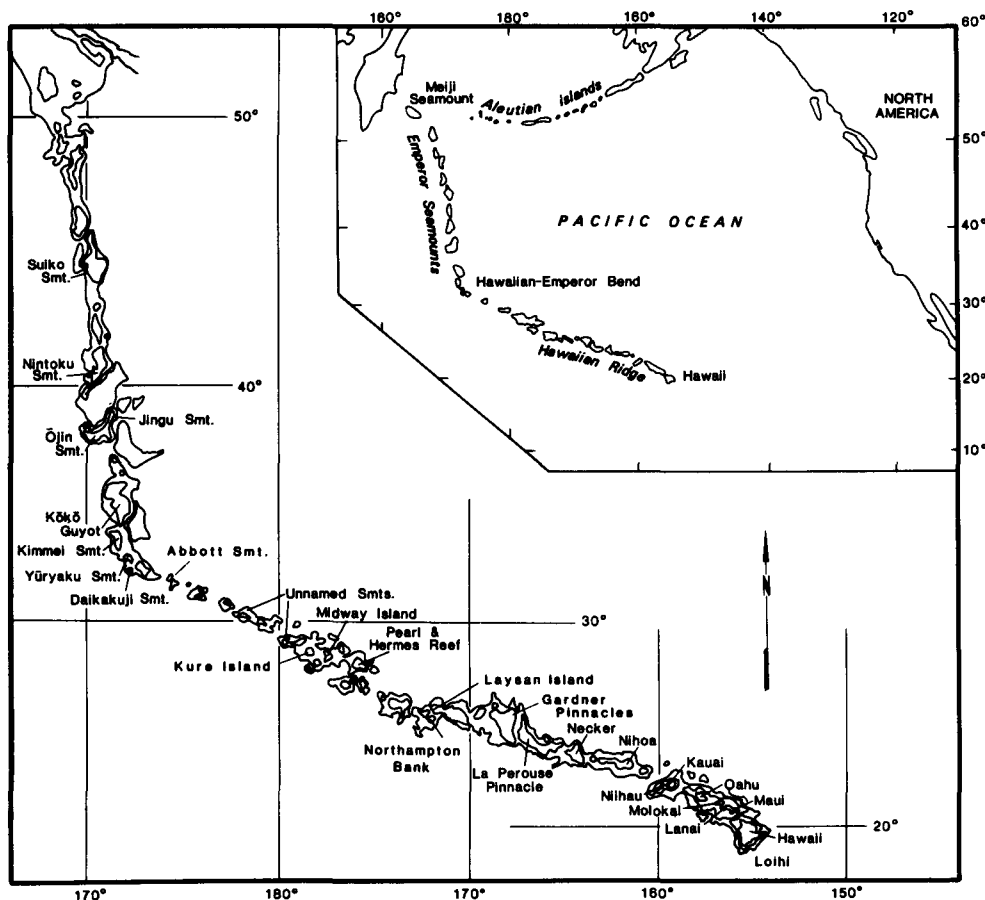 160° 180° 160° 140° 120° 60°
Meiji
Seamount
Aleutian Islands
NORTH
AMERICA
50° 50°
Emperor Seamounts
PACIFIC OCEAN
40°
Suiko
Smt.
Hawaiian-Emperor Bend
30°
Hawaiian Ridge
Hawaii
20°
Nintoku
Smt.
40°
Jingu Smt.
Ōjin
Smt.
10°
Kōkō
Guyot
Kimmei Smt.
Abbott Smt.
Yūryaku Smt.
Daikakuji Smt.
Unnamed Smts.
Midway Island
30°
Pearl &
Hermes Reef
N
Kure Island
Laysan Island
Gardner
Pinnacles
Necker
Nihoa
Northampton
Bank
La Perouse
Pinnacle
Kauai
Niihau
Oahu
Molokai
Maui
Lanai
Hawaii
20°
Loihi
170° 180° 170° 160° 150°